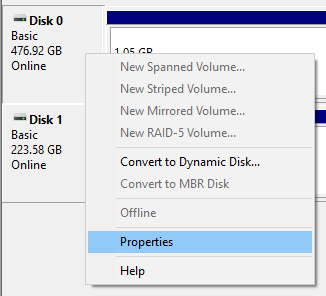 Disk 0
Basic
476.92 GB
Online
1.05 GB
Disk 1
Basic
223.58 GB
Online
New Spanned Volume...
New Striped Volume...
New Mirrored Volume...
New RAID-5 Volume...
Convert to Dynamic Disk...
Convert to MBR Disk
Offline
Properties
Help